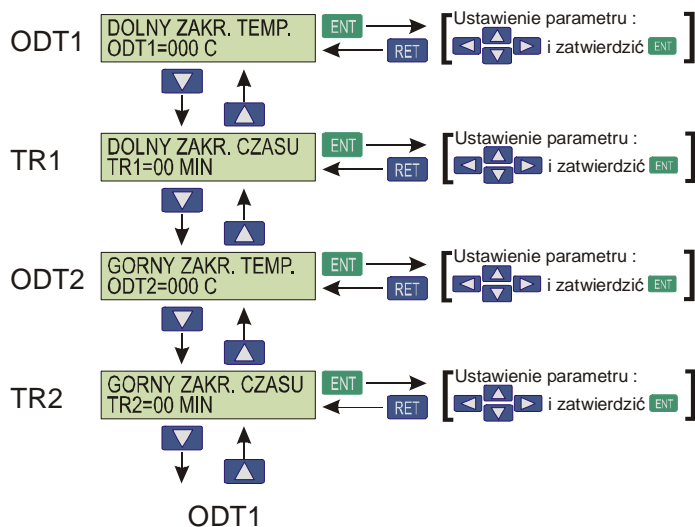 ODT1
DOLNY ZAKR. TEMP.
ODT1=000 C
ENT
RET
Ustawienie parametru :
i zatwierdzić ENT
TR1
DOLNY ZAKR. CZASU
TR1=00 MIN
ENT
RET
Ustawienie parametru :
i zatwierdzić ENT
ODT2
GORNY ZAKR. TEMP.
ODT2=000 C
ENT
RET
Ustawienie parametru :
i zatwierdzić ENT
TR2
GORNY ZAKR. CZASU
TR2=00 MIN
ENT
RET
Ustawienie parametru :
i zatwierdzić ENT
ODT1